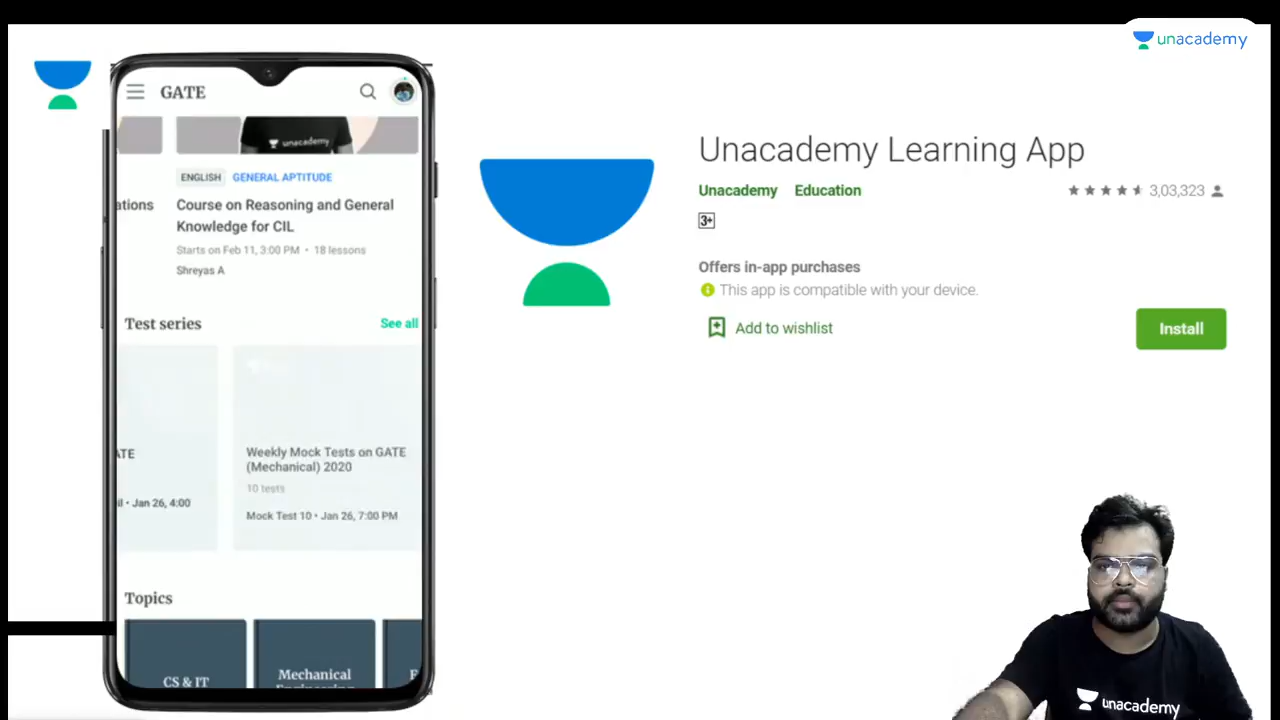 unacademy
GATE
unacademy
ENGLISH GENERAL APTITUDE
ations
Course on Reasoning and General
Knowledge for CIL
Starts on Feb 11, 3:00 PM • 18 lessons
Shreyas A
Test series See all
ATE
Jan 26, 4:00
Weekly Mock Tests on GATE
(Mechanical) 2020
10 tests
Mock Test 10 • Jan 26, 7:00 PM
Topics
CS & IT
Mechanical
Engineering
Unacademy Learning App
Unacademy Education
3,03,323
3+
Offers in-app purchases
This app is compatible with your device.
Add to wishlist
Install
unacademy